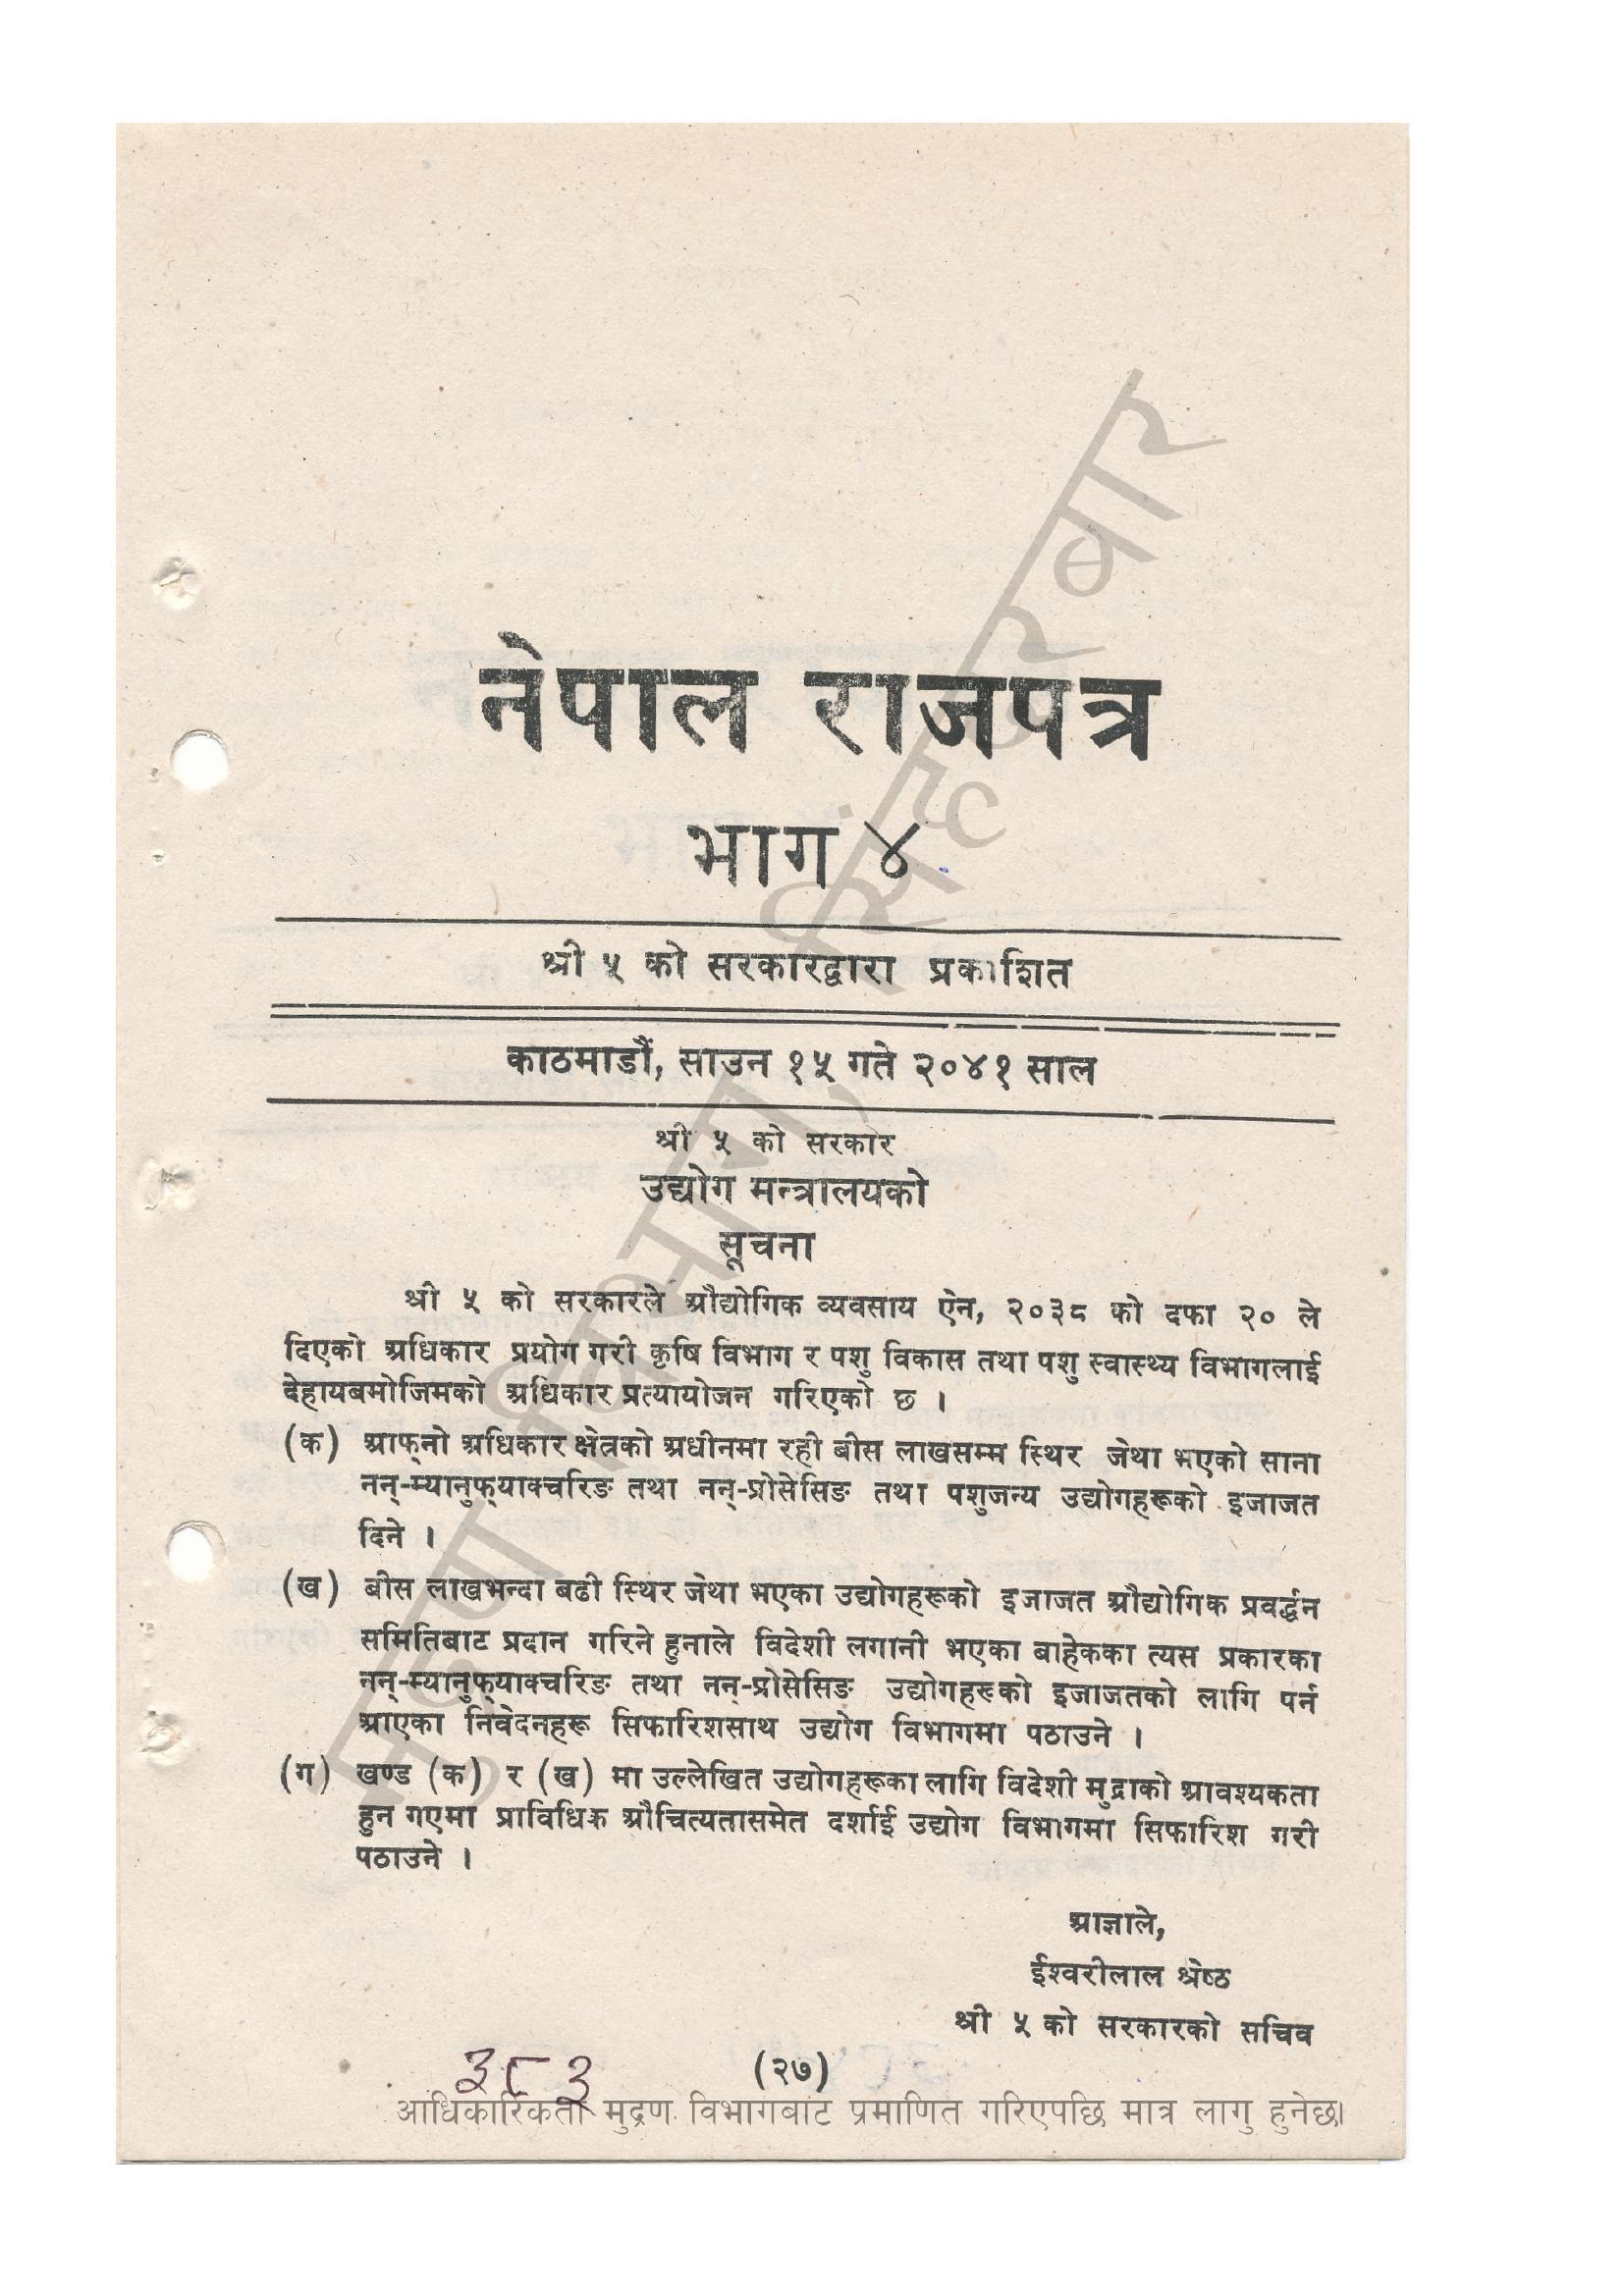 नेपाल राजपत्र
भाग ४
श्री ५ को सरकारद्वारा प्रकाशित
काठमाडौं, साउन १५ गते २०४१ साल
श्री ५ को सरकार
उद्योग मन्त्रालयको
सूचना
श्री ५ को सरकारले औद्योगिक व्यवसाय ऐन, २०३८ को दफा २० ले
दिएको अधिकार प्रयोग गरी कृषि विभाग र पशु विकास तथा पशु स्वास्थ्य विभागलाई
देहायबमोजिमको अधिकार प्रत्यायोजन गरिएको छ ।
(क) आफ्नो अधिकार क्षेत्रको अधीनमा रही बीस लाखसम्म स्थिर जेथा भएको साना
नन्-म्यानुफ्याक्चरिङ तथा नन्-प्रोसेसिङ तथा पशुजन्य उद्योगहरूको इजाजत
दिने ।
(ख) बीस लाखभन्दा बढी स्थिर जेथा भएका उद्योगहरूको इजाजत औद्योगिक प्रवर्द्धन
समितिबाट प्रदान गरिने हुनाले विदेशी लगानी भएका बाहेकका त्यस प्रकारका
नन्-म्यानुफ्याक्चरिङ तथा नन्-प्रोसेसिङ उद्योगहरूको इजाजतको लागि पर्न
आएका निवेदनहरू सिफारिशसाथ उद्योग विभागमा पठाउने ।
(ग) खण्ड (क) र (ख) मा उल्लेखित उद्योगहरूका लागि विदेशी मुद्राको आवश्यकता
हुन गएमा प्राविधिक औचित्यतासमेत दर्शाई उद्योग विभागमा सिफारिश गरी
पठाउने ।
आज्ञाले,
ईश्वरीलाल श्रेष्ठ
श्री ५ को सरकारको सचिव
३८३
(२७)
आधिकारिकता मुद्रण विभागबाट प्रमाणित गरिएपछि मात्र लागु हुनेछ।
मुद्रण विभाग, सिंहदरबार